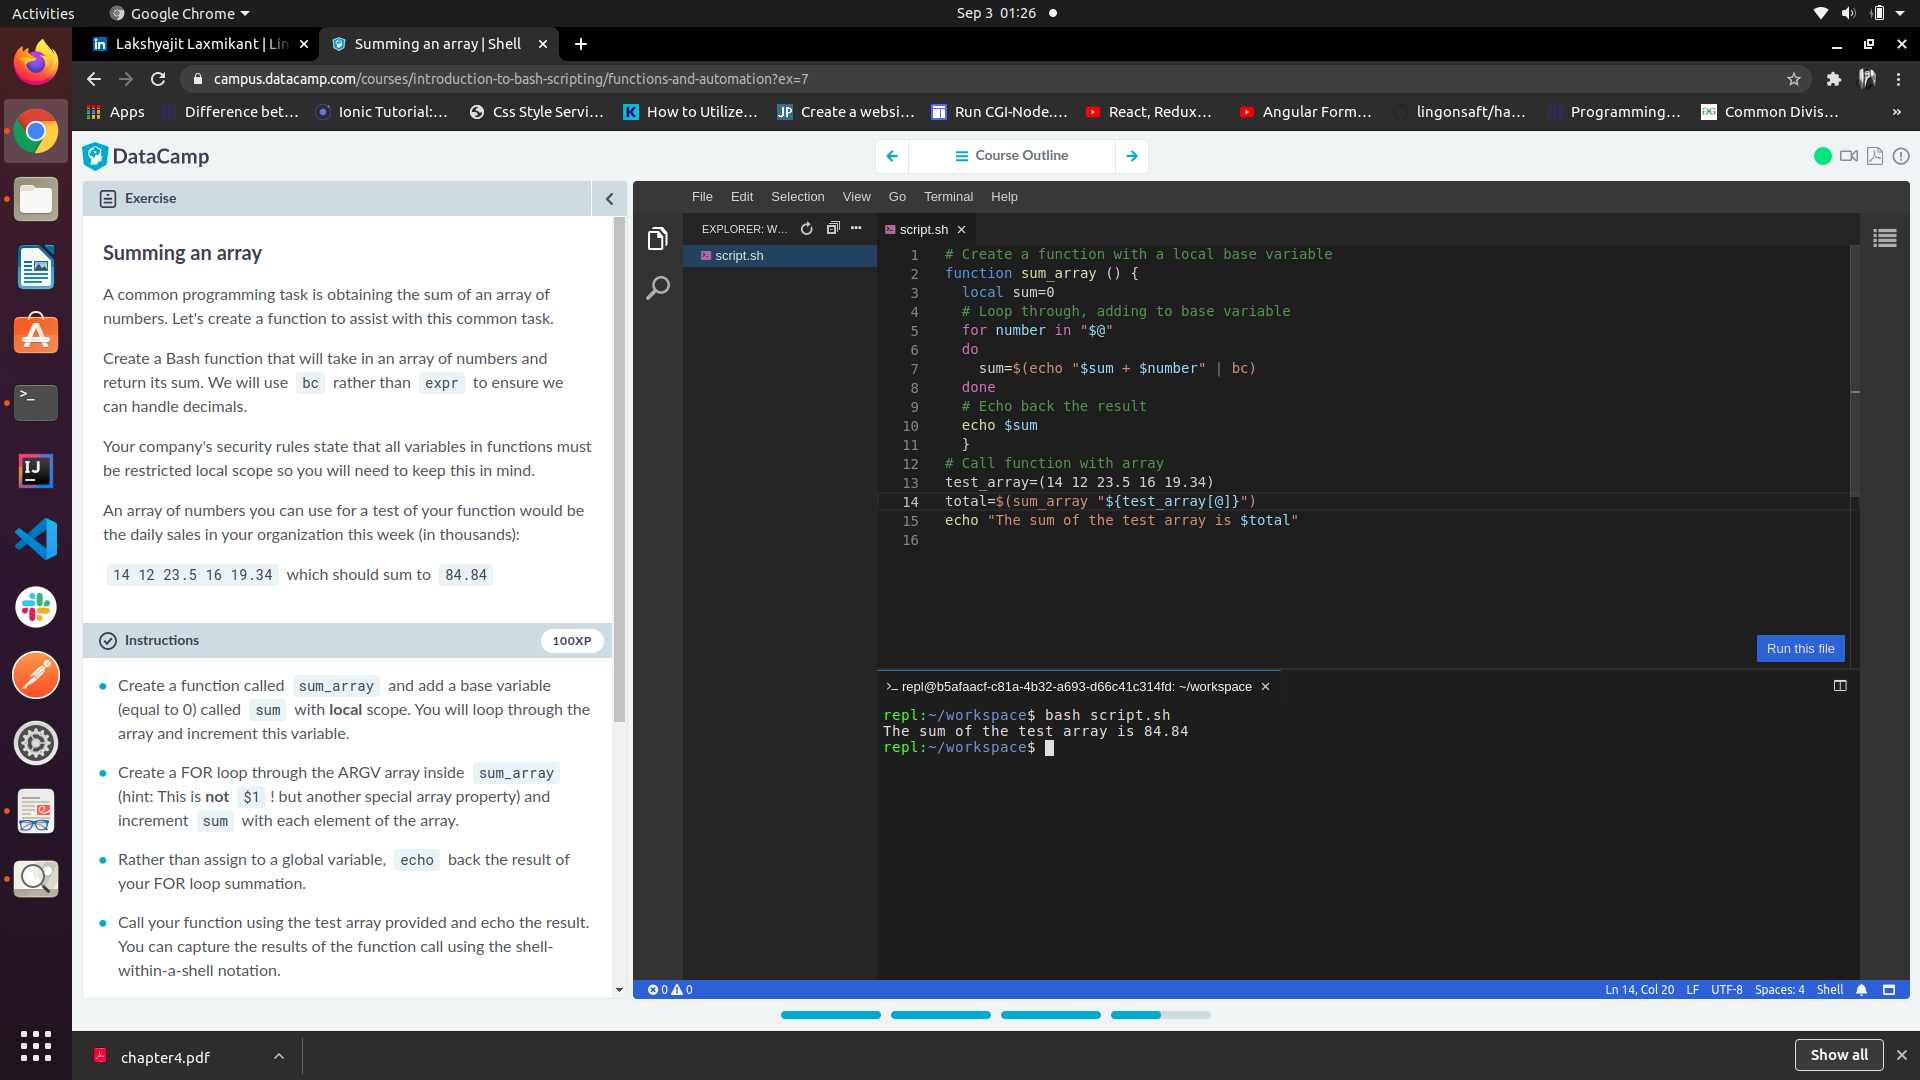 Activities
Google Chrome
Sep 3 01:26
Lakshyajit Laxmikant | Lin
Summing an array | Shell
campus.datacamp.com/courses/introduction-to-bash-scripting/functions-and-automation?ex=7
Apps
Difference bet...
Ionic Tutorial:...
Css Style Servi...
How to Utilize...
Create a websi...
Run CGI-Node....
React, Redux...
Angular Form...
lingonsaft/ha...
Programming...
Common Divis...
DataCamp
Course Outline
Exercise
Summing an array
A common programming task is obtaining the sum of an array of
numbers. Let's create a function to assist with this common task.
Create a Bash function that will take in an array of numbers and
return its sum. We will use bc rather than expr to ensure we
can handle decimals.
Your company's security rules state that all variables in functions must
be restricted local scope so you will need to keep this in mind.
An array of numbers you can use for a test of your function would be
the daily sales in your organization this week (in thousands):
14 12 23.5 16 19.34 which should sum to 84.84
Instructions
100XP
Create a function called sum_array and add a base variable
(equal to 0) called sum with local scope. You will loop through the
array and increment this variable.
Create a FOR loop through the ARGV array inside sum_array
(hint: This is not $1 ! but another special array property) and
increment sum with each element of the array.
Rather than assign to a global variable, echo back the result of
your FOR loop summation.
Call your function using the test array provided and echo the result.
You can capture the results of the function call using the shell-
within-a-shell notation.
File Edit Selection View Go Terminal Help
EXPLORER: W...
script.sh
script.sh
1 # Create a function with a local base variable
2 function sum_array () {
3 local sum=0
4 # Loop through, adding to base variable
5 for number in "$@"
6 do
7 sum=$(echo "$sum + $number" | bc)
8 done
9 # Echo back the result
10 echo $sum
11 }
12 # Call function with array
13 test_array=(14 12 23.5 16 19.34)
14 total=$(sum_array "${test_array[@]}")
15 echo "The sum of the test array is $total"
16
Run this file
repl@b5afaacf-c81a-4b32-a693-d66c41c314fd: ~/workspace
repl:~/workspace$ bash script.sh
The sum of the test array is 84.84
repl:~/workspace$
0 0
Ln 14, Col 20 LF UTF-8 Spaces: 4 Shell
chapter4.pdf
Show all